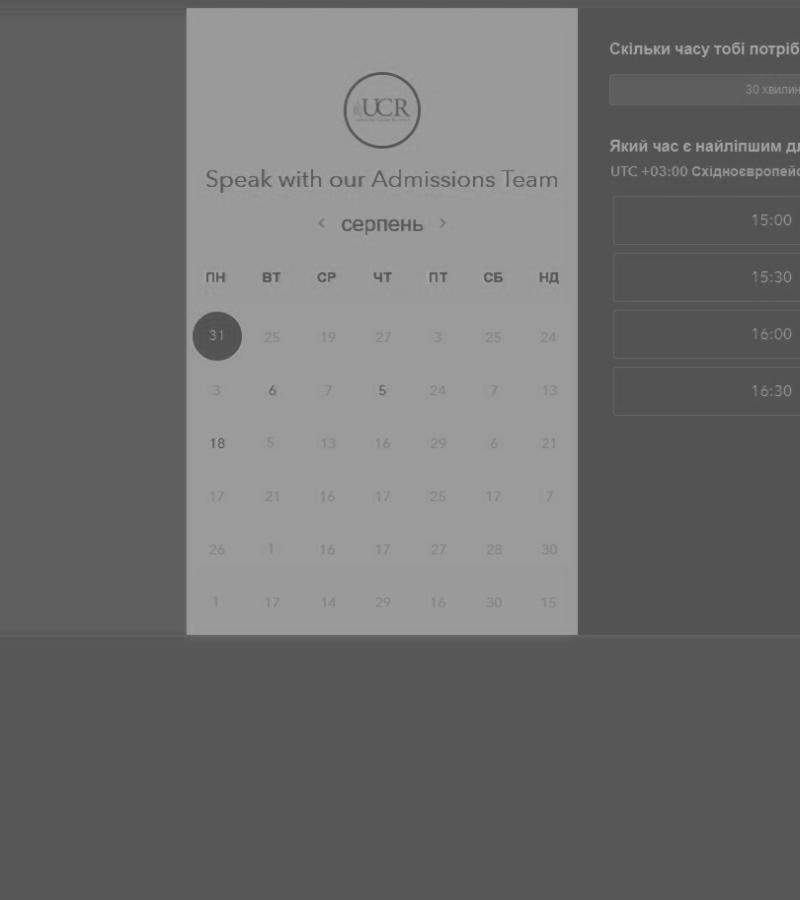 UCR
Speak with our Admissions Team
< серпень >
ПН ВТ СР ЧТ ПТ СБ НД
31 25 19 27 3 25 24
3 6 7 5 24 7 13
18 5 13 16 29 6 21
17 21 16 17 25 17 7
26 1 16 17 27 28 30
1 17 14 29 16 30 15
Скільки часу тобі потріб
30 хвилин
Який час є найліпшим дл
UTC +03:00 Східноєвропейс
15:00
15:30
16:00
16:30